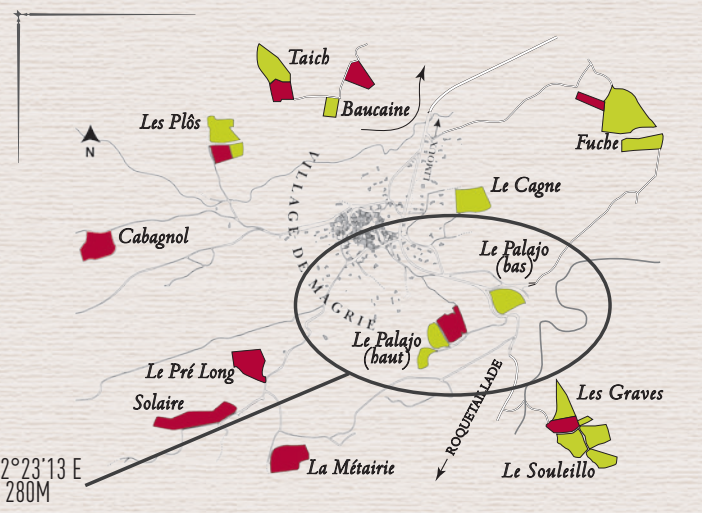 Taich
Baucaine
Les Plôs
Fuche
N
LIMOUX
Le Cagne
VILLAGE DE MAGRIE
Cabagnol
Le Palajo
(bas)
Le Palajo
(haut)
Le Pré Long
Solaire
ROQUETAILLADE
Les Graves
2°23'13 E
280M
La Métairie
Le Souleillo